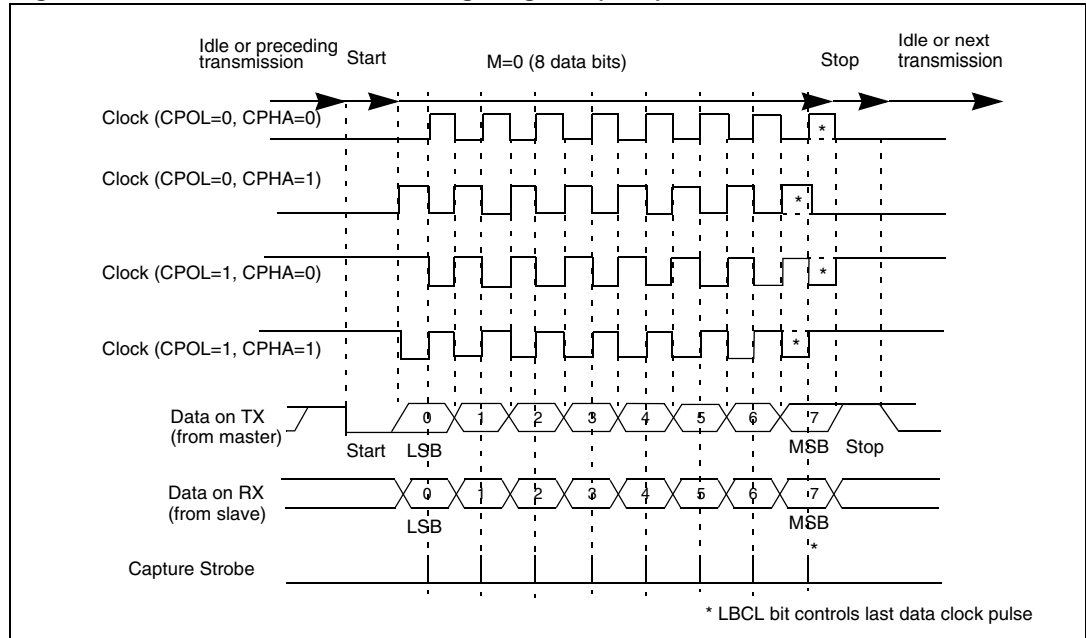 Idle or preceding
transmission
Start
M=0 (8 data bits)
Stop
Idle or next
transmission
Clock (CPOL=0, CPHA=0)
*
Clock (CPOL=0, CPHA=1)
*
Clock (CPOL=1, CPHA=0)
*
Clock (CPOL=1, CPHA=1)
*
Data on TX
(from master)
0 1 2 3 4 5 6 7
Start LSB MSB Stop
Data on RX
(from slave)
0 1 2 3 4 5 6 7
LSB MSB
*
Capture Strobe
* LBCL bit controls last data clock pulse